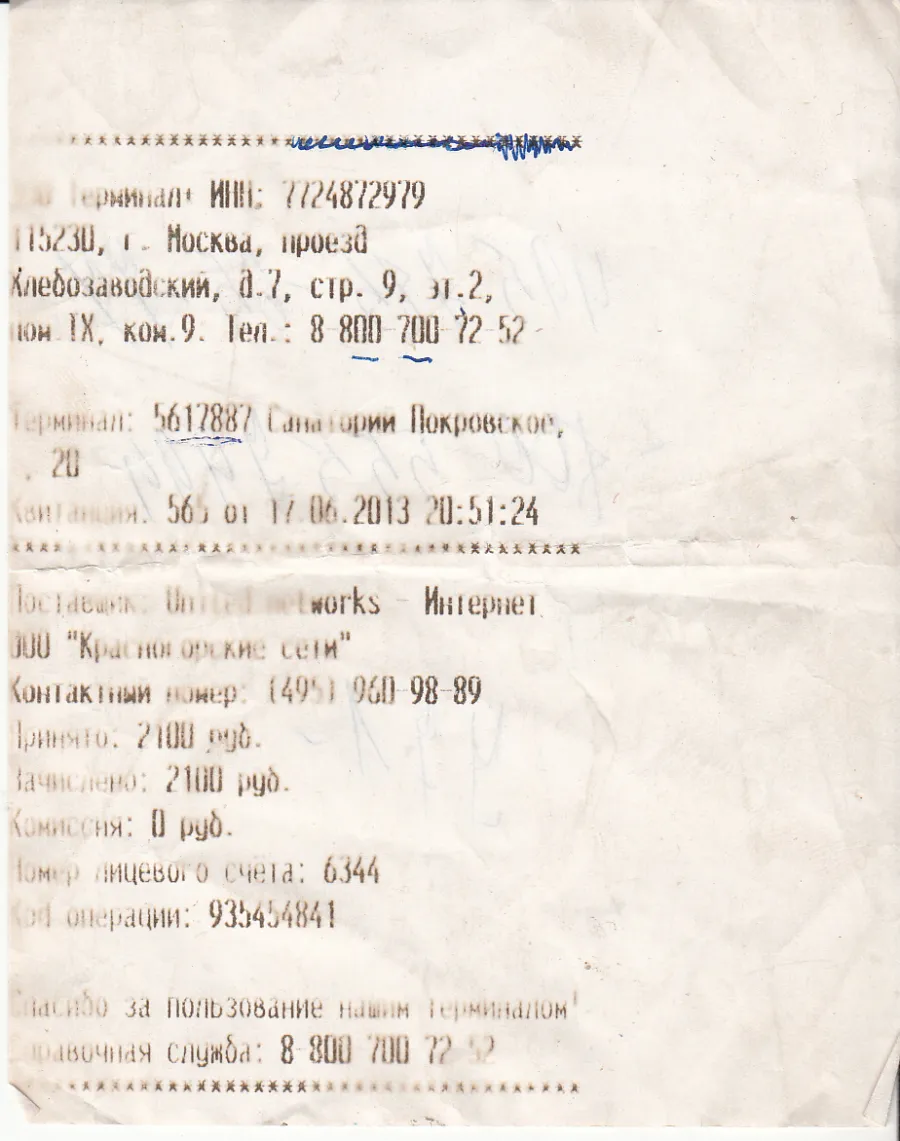 ****************************************
ООО Терминал+ ИНН: 7724872979
115230, г. Москва, проезд
Хлебозаводский, д.7, стр. 9, эт.2,
пом IX, ком.9. Тел.: 8-800-700-72-52
Терминал: 5617887 Санатории Покровское,
, 20
Квитанция: 565 от 17.06.2013 20:51:24
****************************************
Поставщик: United networks - Интернет
ООО "Красногорские сети"
Контактный номер: (495) 960-98-89
Принято: 2100 руб.
Зачислено: 2100 руб.
Комиссия: 0 руб.
Номер лицевого счёта: 6344
Код операции: 935454841
Спасибо за пользование нашим терминалом!
Справочная служба: 8-800-700-72-52
****************************************